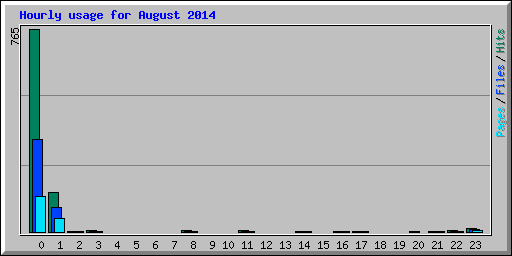 Hourly usage for August 2014
765
Pages/Files/Hits
0 1 2 3 4 5 6 7 8 9 10 11 12 13 14 15 16 17 18 19 20 21 22 23